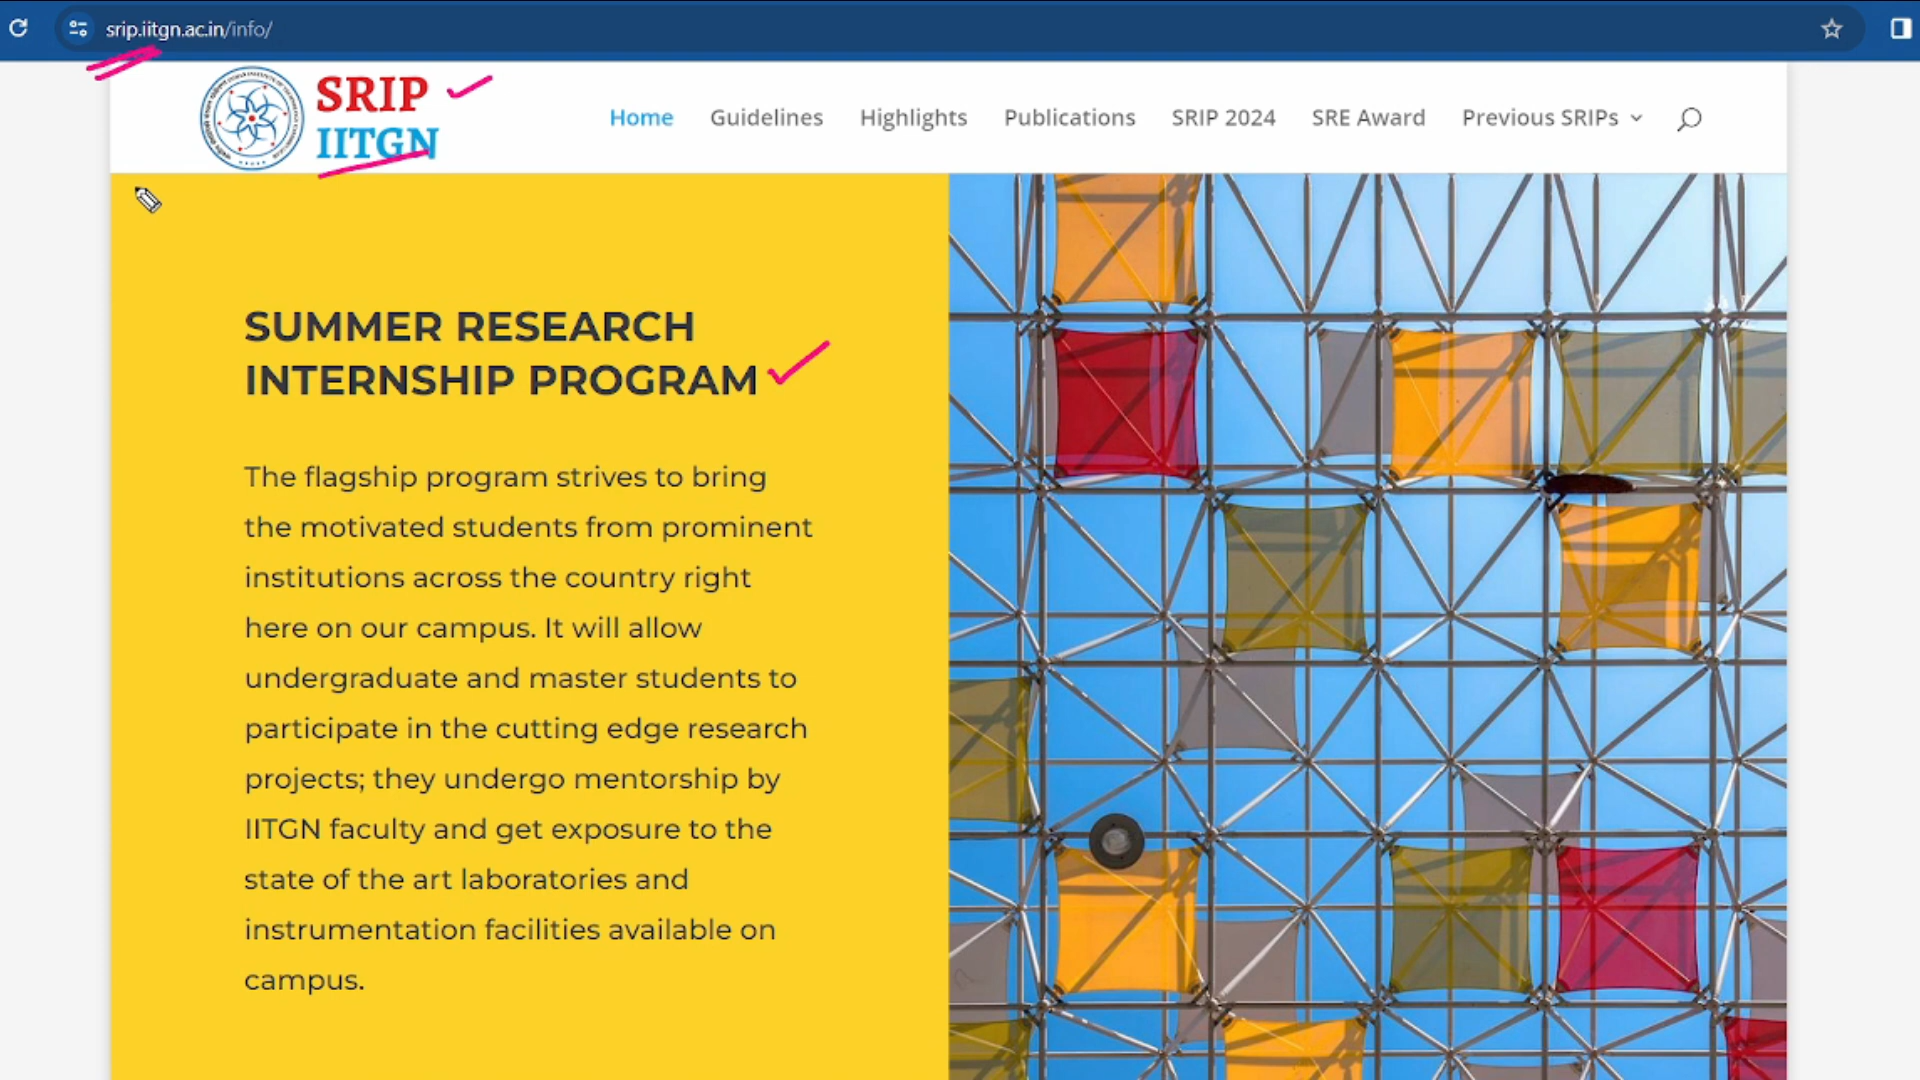 srip.iitgn.ac.in/info/
SRIP
IITGN
Home Guidelines Highlights Publications SRIP 2024 SRE Award Previous SRIPs
SUMMER RESEARCH
INTERNSHIP PROGRAM
The flagship program strives to bring
the motivated students from prominent
institutions across the country right
here on our campus. It will allow
undergraduate and master students to
participate in the cutting edge research
projects; they undergo mentorship by
IITGN faculty and get exposure to the
state of the art laboratories and
instrumentation facilities available on
campus.